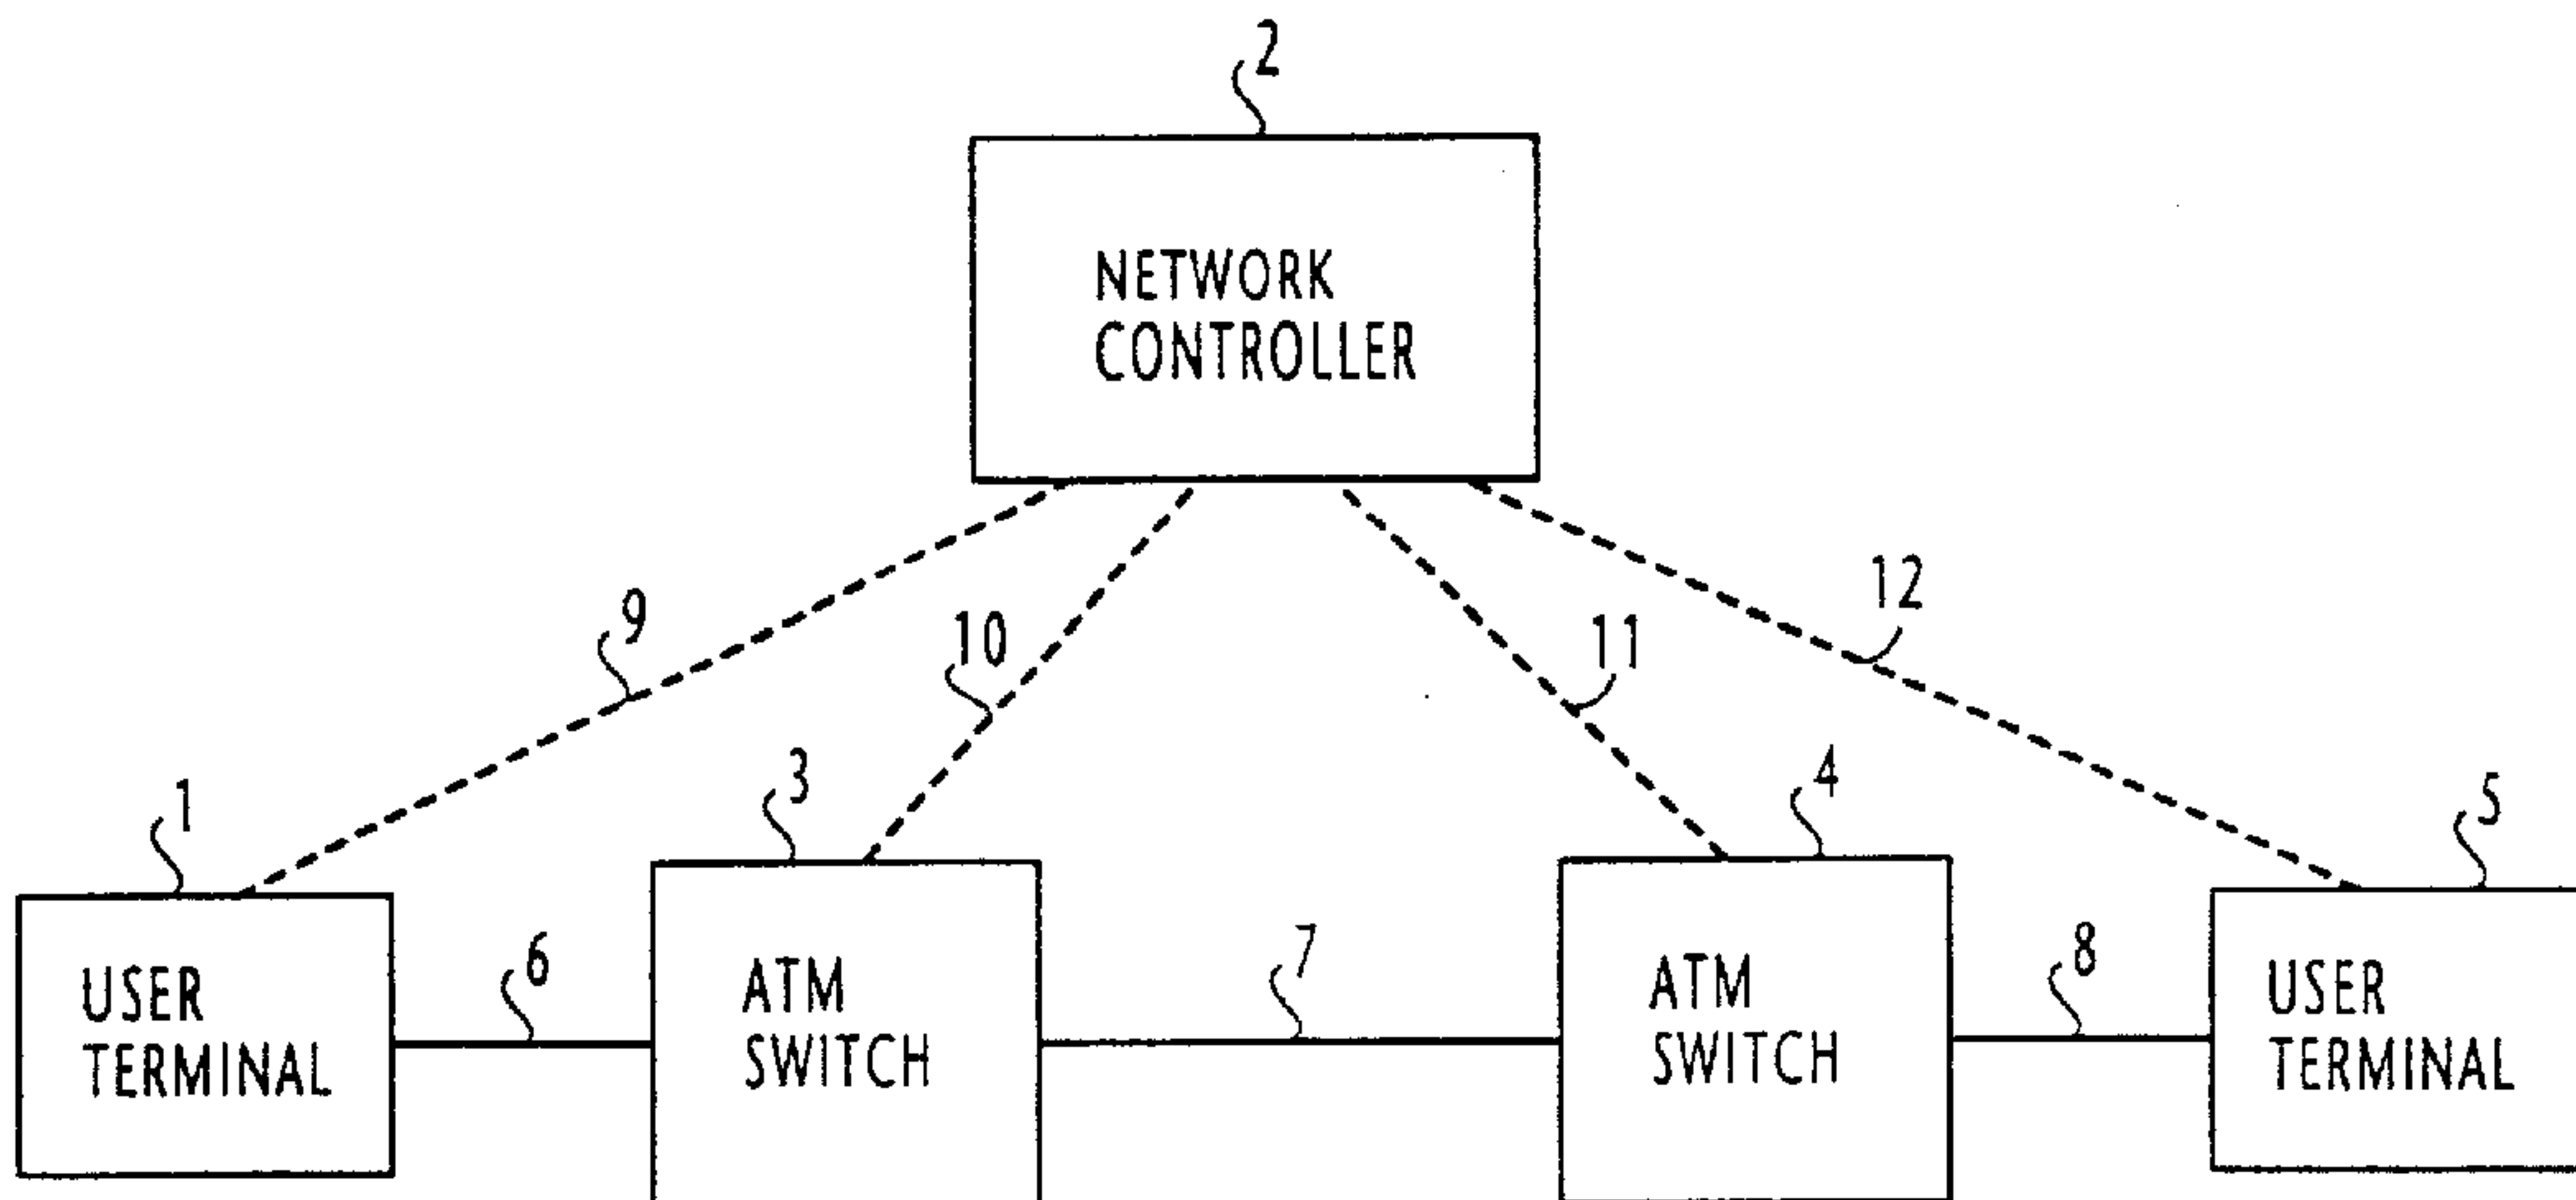 2
NETWORK
CONTROLLER
9
10
11
12
1
3
4
5
6
7
8
USER
TERMINAL
ATM
SWITCH
ATM
SWITCH
USER
TERMINAL